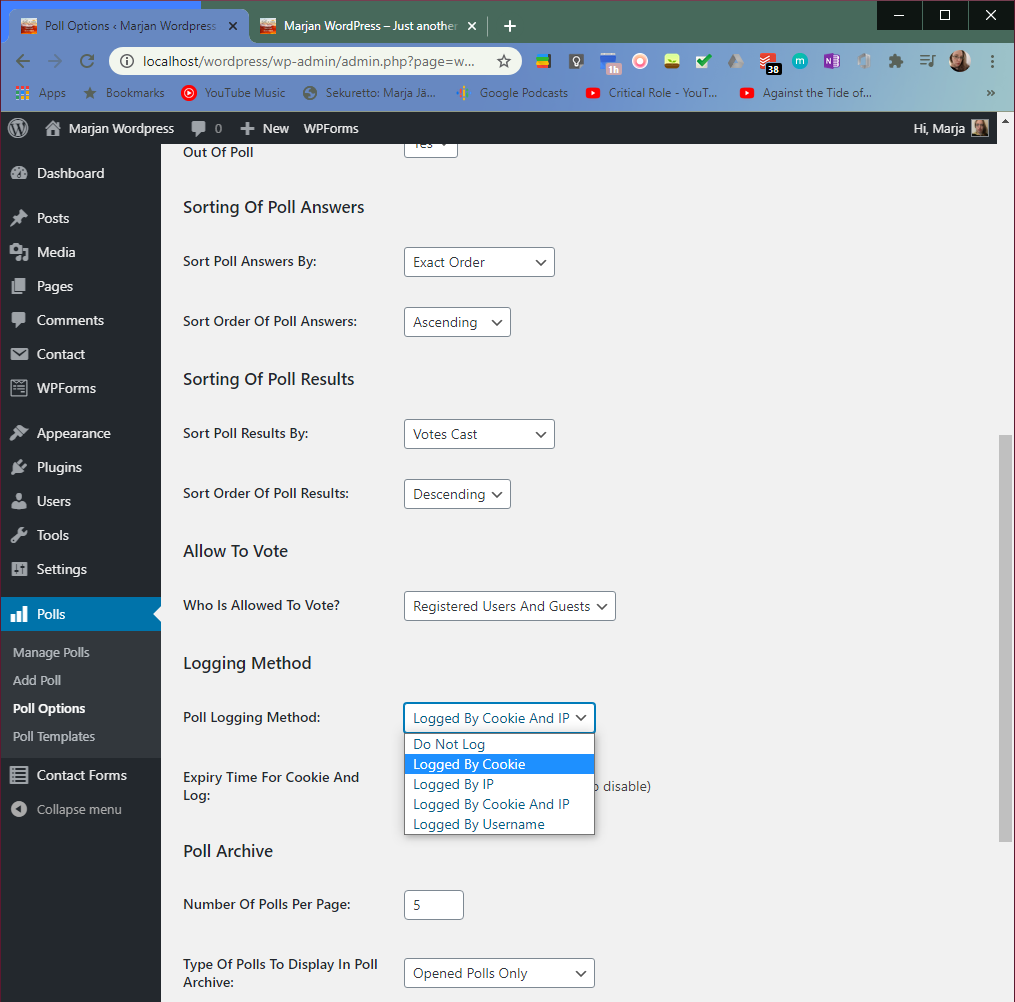 Poll Options ‹ Marjan Wordpress
Marjan WordPress – Just another
localhost/wordpress/wp-admin/admin.php?page=w...
1h
38
m
N
Apps
Bookmarks
YouTube Music
Sekuretto: Marja Jä...
Google Podcasts
Critical Role - YouT...
Against the Tide of...
»
Marjan Wordpress
0
New
WPForms
Hi, Marja
Dashboard
Posts
Media
Pages
Comments
Contact
WPForms
Appearance
Plugins
Users
Tools
Settings
Polls
Manage Polls
Add Poll
Poll Options
Poll Templates
Contact Forms
Collapse menu
Out Of Poll
Yes
Sorting Of Poll Answers
Sort Poll Answers By:
Exact Order
Sort Order Of Poll Answers:
Ascending
Sorting Of Poll Results
Sort Poll Results By:
Votes Cast
Sort Order Of Poll Results:
Descending
Allow To Vote
Who Is Allowed To Vote?
Registered Users And Guests
Logging Method
Poll Logging Method:
Logged By Cookie And IP
Do Not Log
Logged By Cookie
Logged By IP
Logged By Cookie And IP
Logged By Username
Expiry Time For Cookie And
Log:
disable)
Poll Archive
Number Of Polls Per Page:
5
Type Of Polls To Display In Poll
Archive:
Opened Polls Only